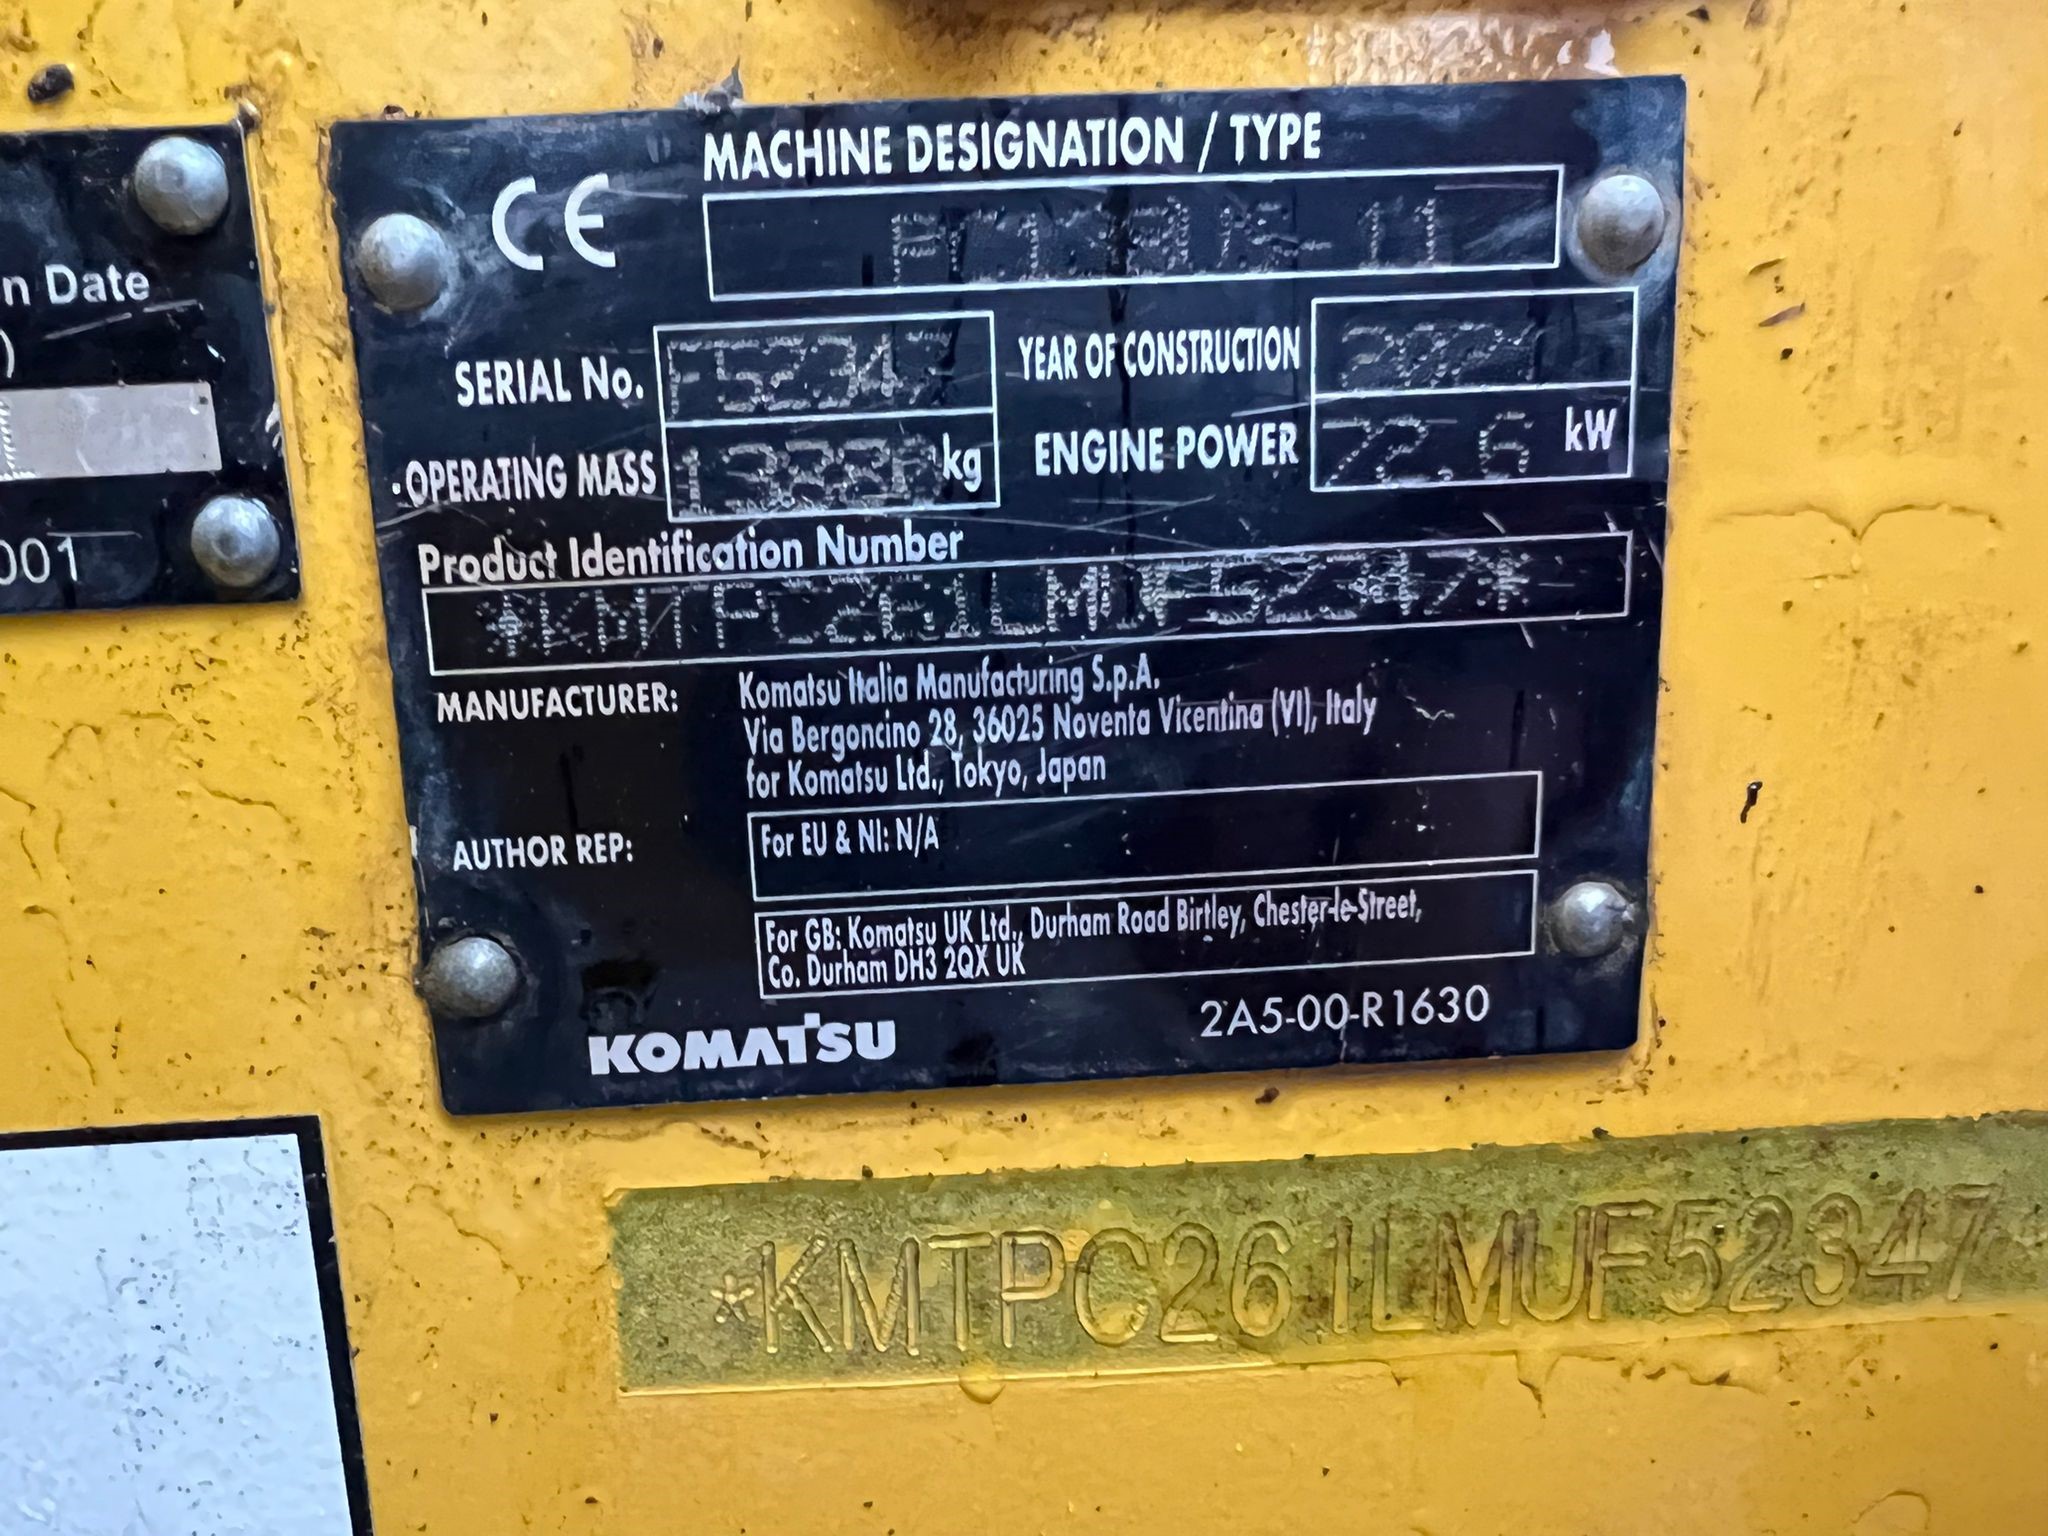 n Date
)
001
CE
MACHINE DESIGNATION / TYPE
SERIAL No.
F52347
YEAR OF CONSTRUCTION
OPERATING MASS
kg
ENGINE POWER
72.6 kW
Product Identification Number
MANUFACTURER:
Komatsu Italia Manufacturing S.p.A.
Via Bergoncino 28, 36025 Noventa Vicentina (VI), Italy
for Komatsu Ltd., Tokyo, Japan
AUTHOR REP:
For EU & NI: N/A
For GB: Komatsu UK Ltd., Durham Road Birtley, Chester-le-Street,
Co. Durham DH3 2QX UK
KOMATSU
2A5-00-R1630
*KMTPC261LMUF52347